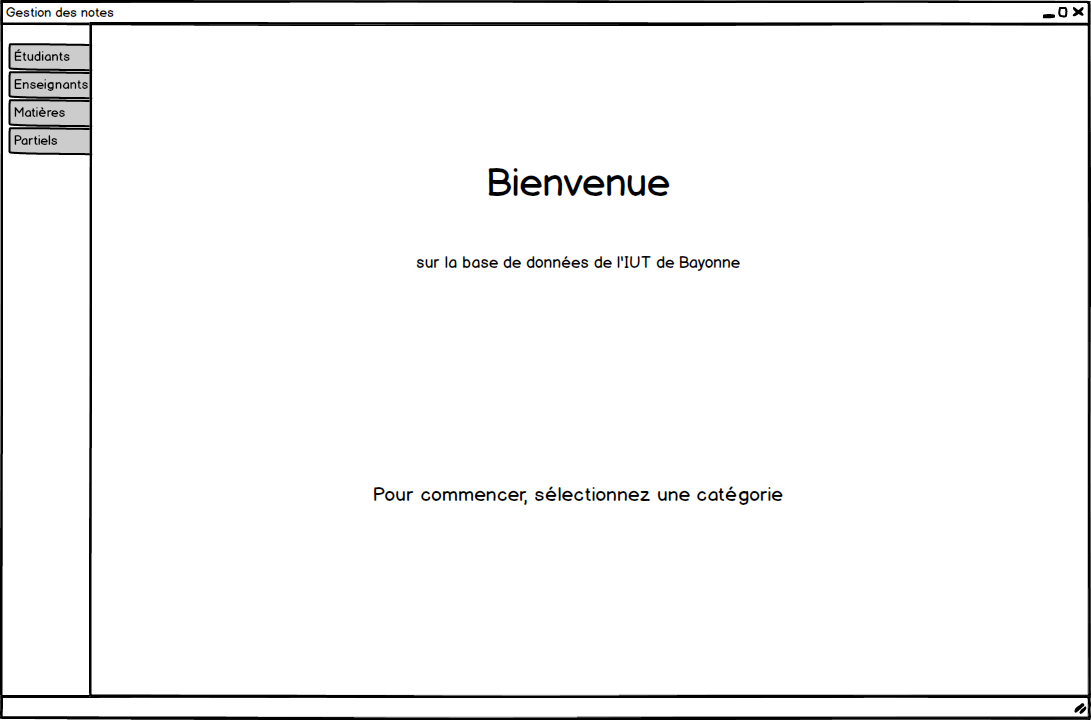 Gestion des notes
Étudiants
Enseignants
Matières
Partiels
Bienvenue
sur la base de données de l'IUT de Bayonne
Pour commencer, sélectionnez une catégorie